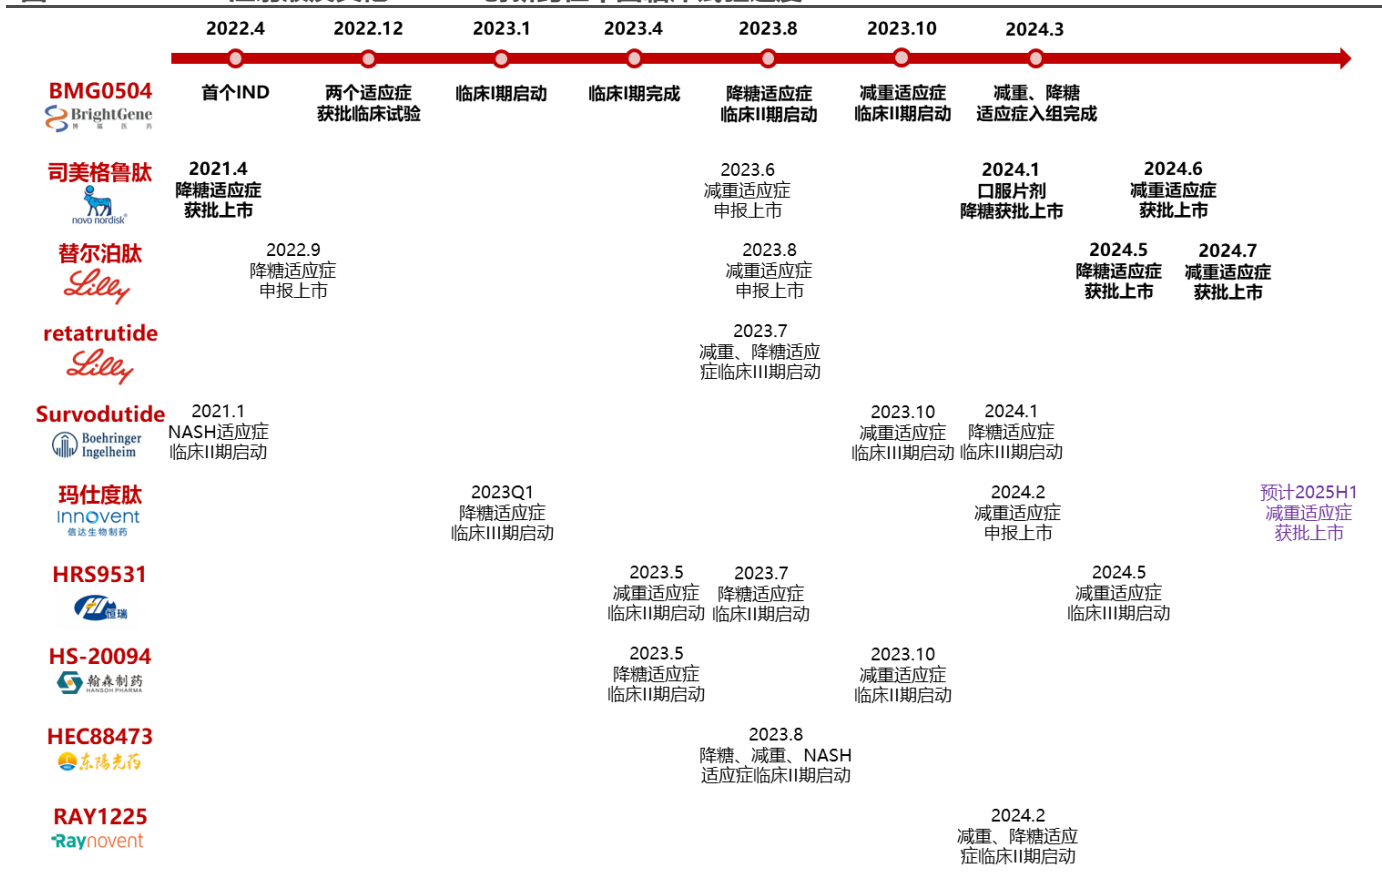 2022.4 2022.12 2023.1 2023.4 2023.8 2023.10 2024.3
BMG0504
BrightGene
博瑞医药
首个IND
两个适应症
获批临床试验
临床I期启动
临床I期完成
降糖适应症
临床II期启动
减重适应症
临床II期启动
减重、降糖
适应症入组完成
司美格鲁肽
novo nordisk®
2021.4
降糖适应症
获批上市
2023.6
减重适应症
申报上市
2024.1
口服片剂
降糖获批上市
2024.6
减重适应症
获批上市
替尔泊肽
Lilly
2022.9
降糖适应症
申报上市
2023.8
减重适应症
申报上市
2024.5
降糖适应症
获批上市
2024.7
减重适应症
获批上市
retatrutide
Lilly
2023.7
减重、降糖适应
症临床III期启动
Survodutide
Boehringer
Ingelheim
2021.1
NASH适应症
临床II期启动
2023.10
减重适应症
临床III期启动
2024.1
降糖适应症
临床III期启动
玛仕度肽
Innovent
信达生物制药
2023Q1
降糖适应症
临床III期启动
2024.2
减重适应症
申报上市
预计2025H1
减重适应症
获批上市
HRS9531
恒瑞
2023.5
减重适应症
临床II期启动
2023.7
降糖适应症
临床II期启动
2024.5
减重适应症
临床III期启动
HS-20094
翰森制药
HANSOH PHARMA
2023.5
降糖适应症
临床II期启动
2023.10
减重适应症
临床II期启动
HEC88473
东阳光药
2023.8
降糖、减重、NASH
适应症临床II期启动
RAY1225
Raynovent
2024.2
减重、降糖适应
症临床II期启动